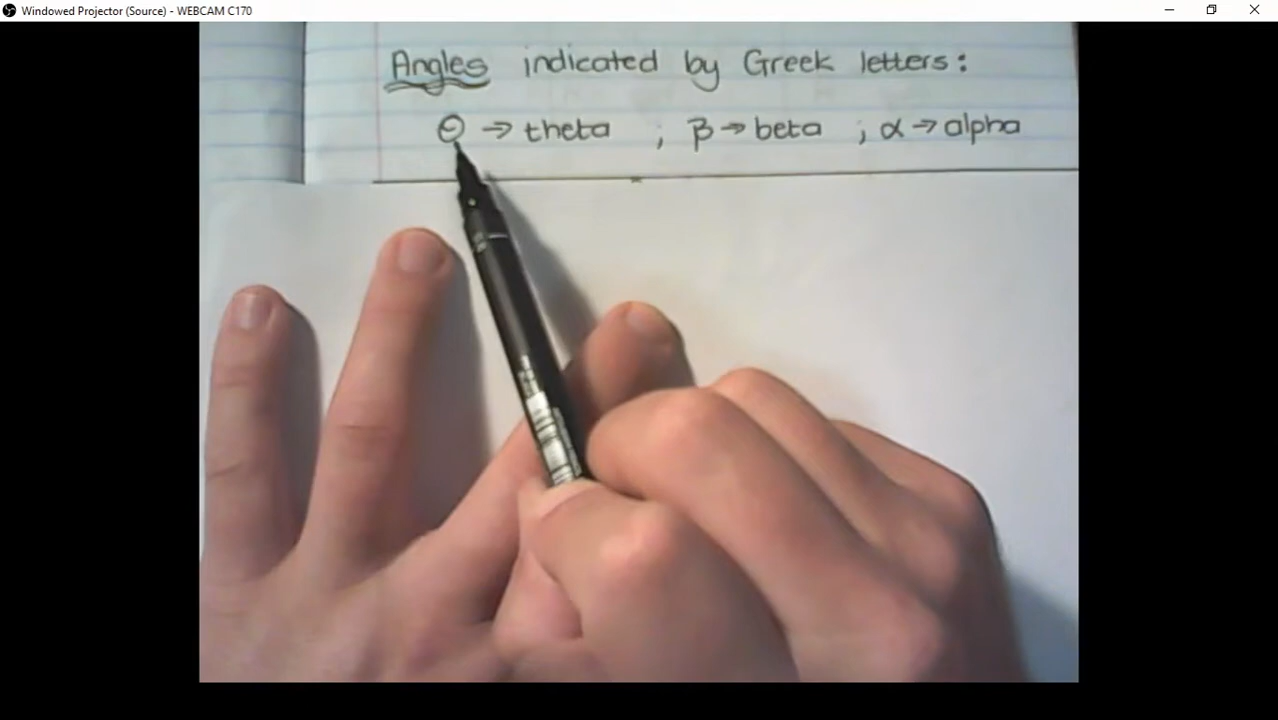 Windowed Projector (Source) - WEBCAM C170
Angles indicated by Greek letters:
Θ → theta ; β → beta ; α → alpha